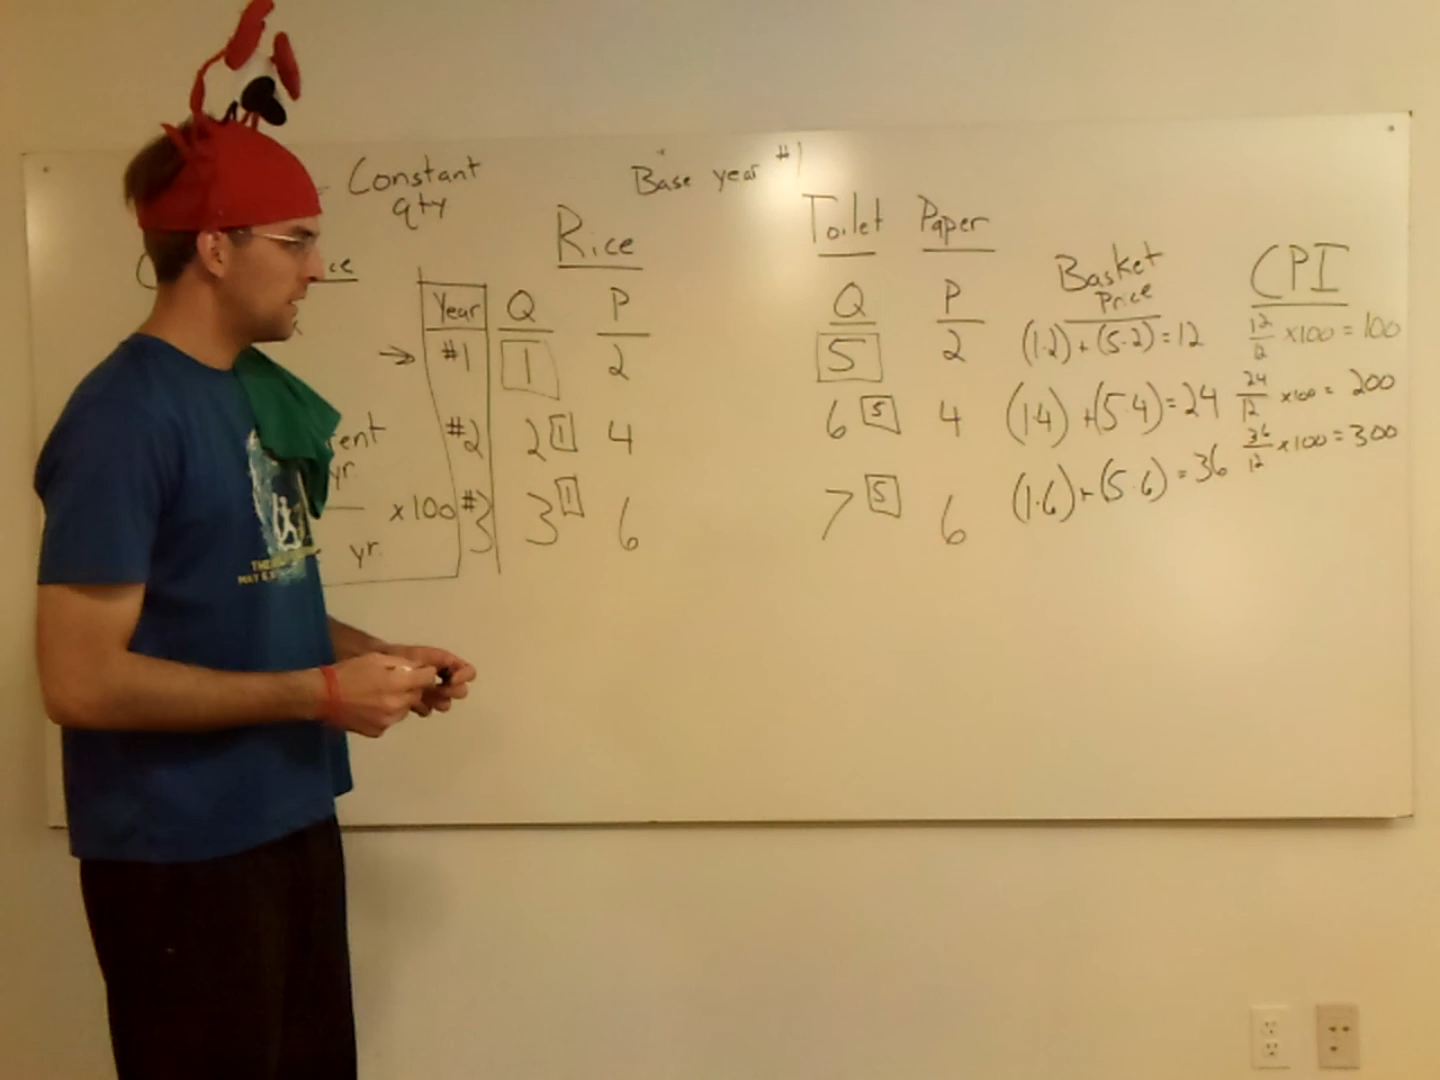 Constant
qty
Base year #1
Rice
Toilet Paper
Basket
Price
CPI
Year Q P Q P
#1 1 2 5 2 (1·2)+(5·2)=12 12/12 x100 = 100
#2 2 1 4 6 5 4 (1·4)+(5·4)=24 24/12 x100 = 200
#3 3 1 6 7 5 6 (1·6)+(5·6)=36 36/12 x100 = 300
yr.
x100
yr.